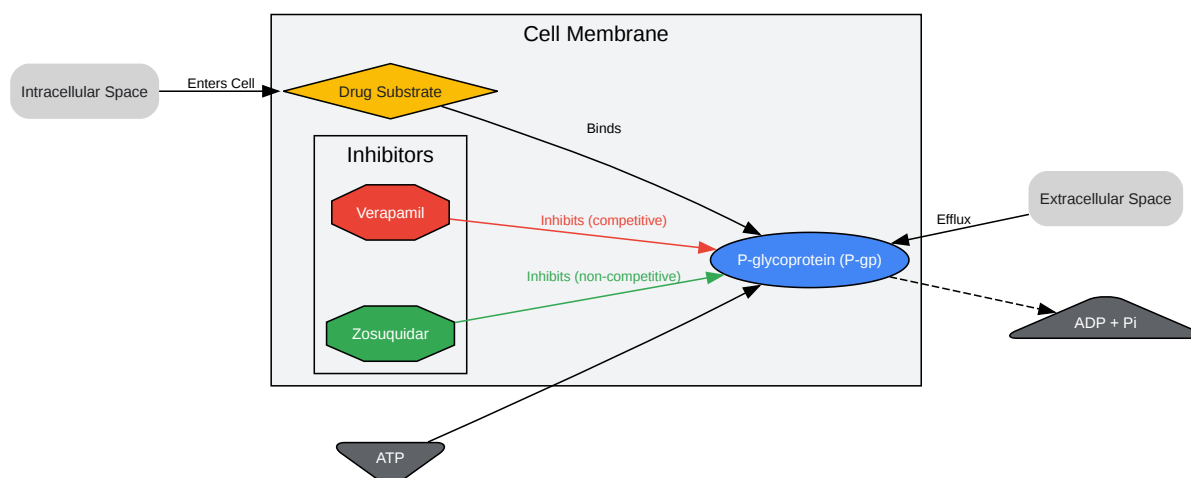 Cell Membrane
Intracellular Space
Enters Cell
Drug Substrate
Binds
Inhibitors
Verapamil
Inhibits (competitive)
Efflux
Extracellular Space
P-glycoprotein (P-gp)
Inhibits (non-competitive)
Zosuquidar
ADP + Pi
ATP